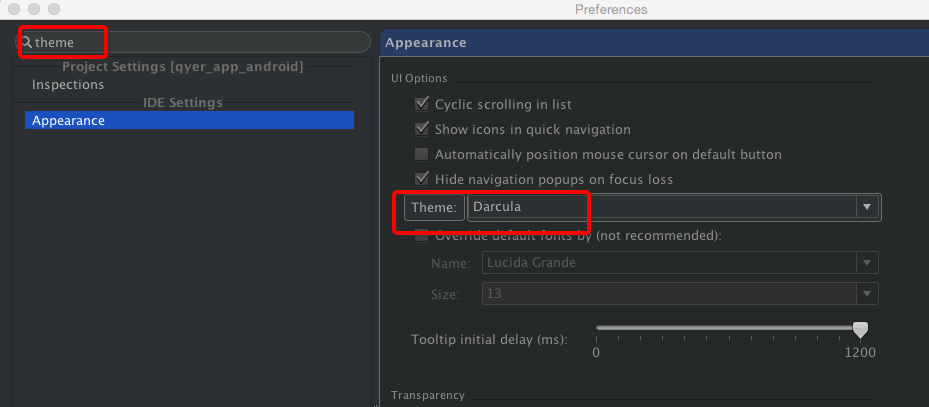 Preferences
theme
Project Settings [qyer_app_android]
Inspections
IDE Settings
Appearance
Appearance
UI Options
Cyclic scrolling in list
Show icons in quick navigation
Automatically position mouse cursor on default button
Hide navigation popups on focus loss
Theme: Darcula
Override default fonts by (not recommended):
Name: Lucida Grande
Size: 13
Tooltip initial delay (ms):
0 1200
Transparency